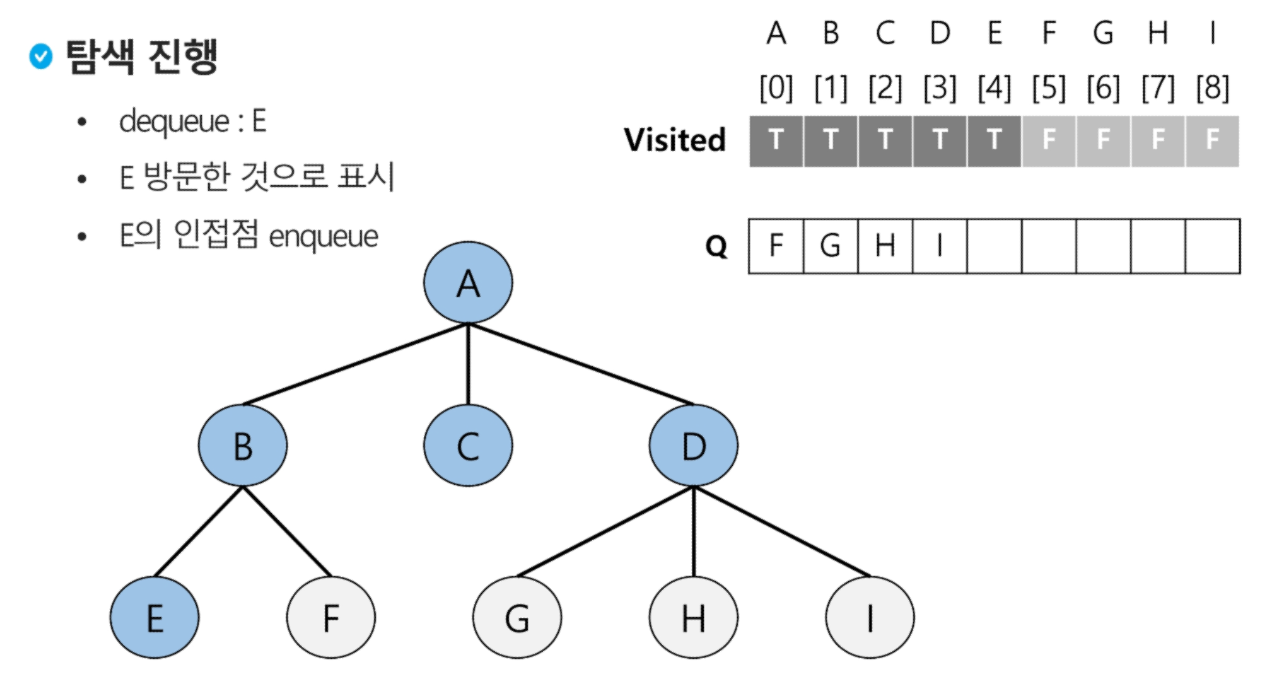 탐색 진행
• dequeue : E
• E 방문한 것으로 표시
• E의 인접점 enqueue
A B C D E F G H I
[0] [1] [2] [3] [4] [5] [6] [7] [8]
Visited T T T T T F F F F
Q F G H I
A
B C D
E F G H I